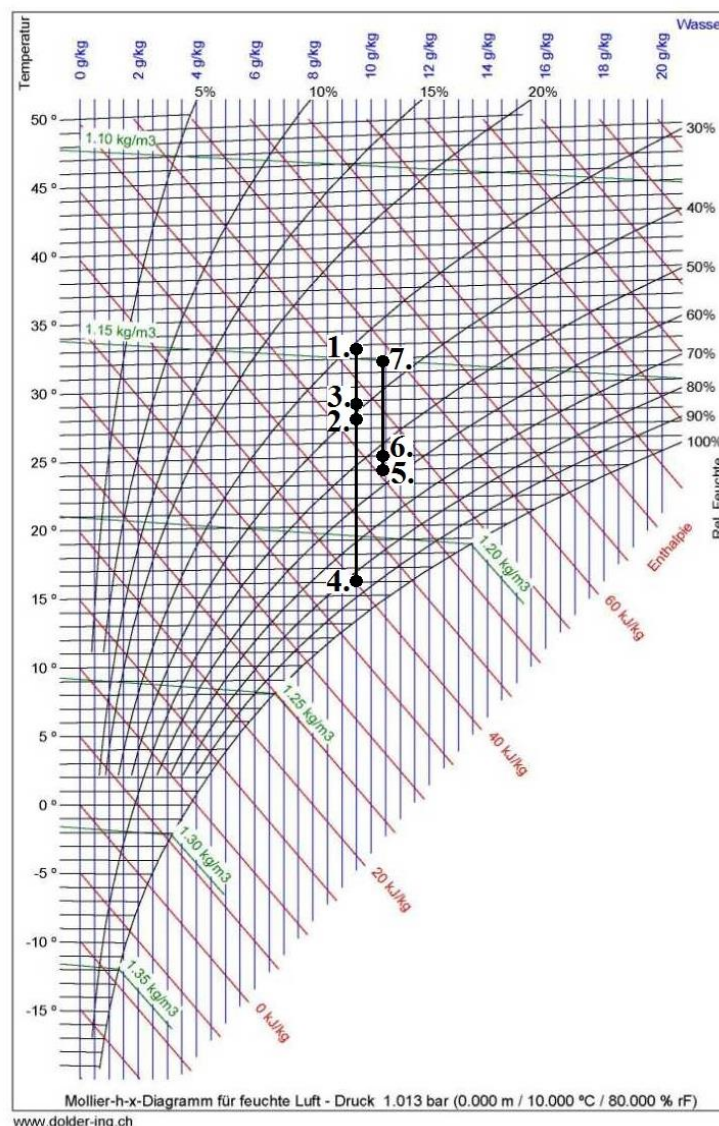 Temperatur
0 g/kg
2 g/kg
4 g/kg
6 g/kg
8 g/kg
10 g/kg
12 g/kg
14 g/kg
16 g/kg
18 g/kg
20 g/kg
Wasser
5%
10%
15%
20%
50 °
45 °
40 °
35 °
30 °
25 °
20 °
15 °
10 °
5 °
0 °
-5 °
-10 °
-15 °
1.10 kg/m3
1.15 kg/m3
1.20 kg/m3
1.25 kg/m3
1.30 kg/m3
1.35 kg/m3
30%
40%
50%
60%
70%
80%
90%
100%
Rel. Feuchte
1.
7.
3.
2.
6.
5.
4.
Enthalpie
60 kJ/kg
40 kJ/kg
20 kJ/kg
0 kJ/kg
Mollier-h-x-Diagramm für feuchte Luft - Druck 1.013 bar (0.000 m / 10.000 °C / 80.000 % rF)
www.dolder-ing.ch